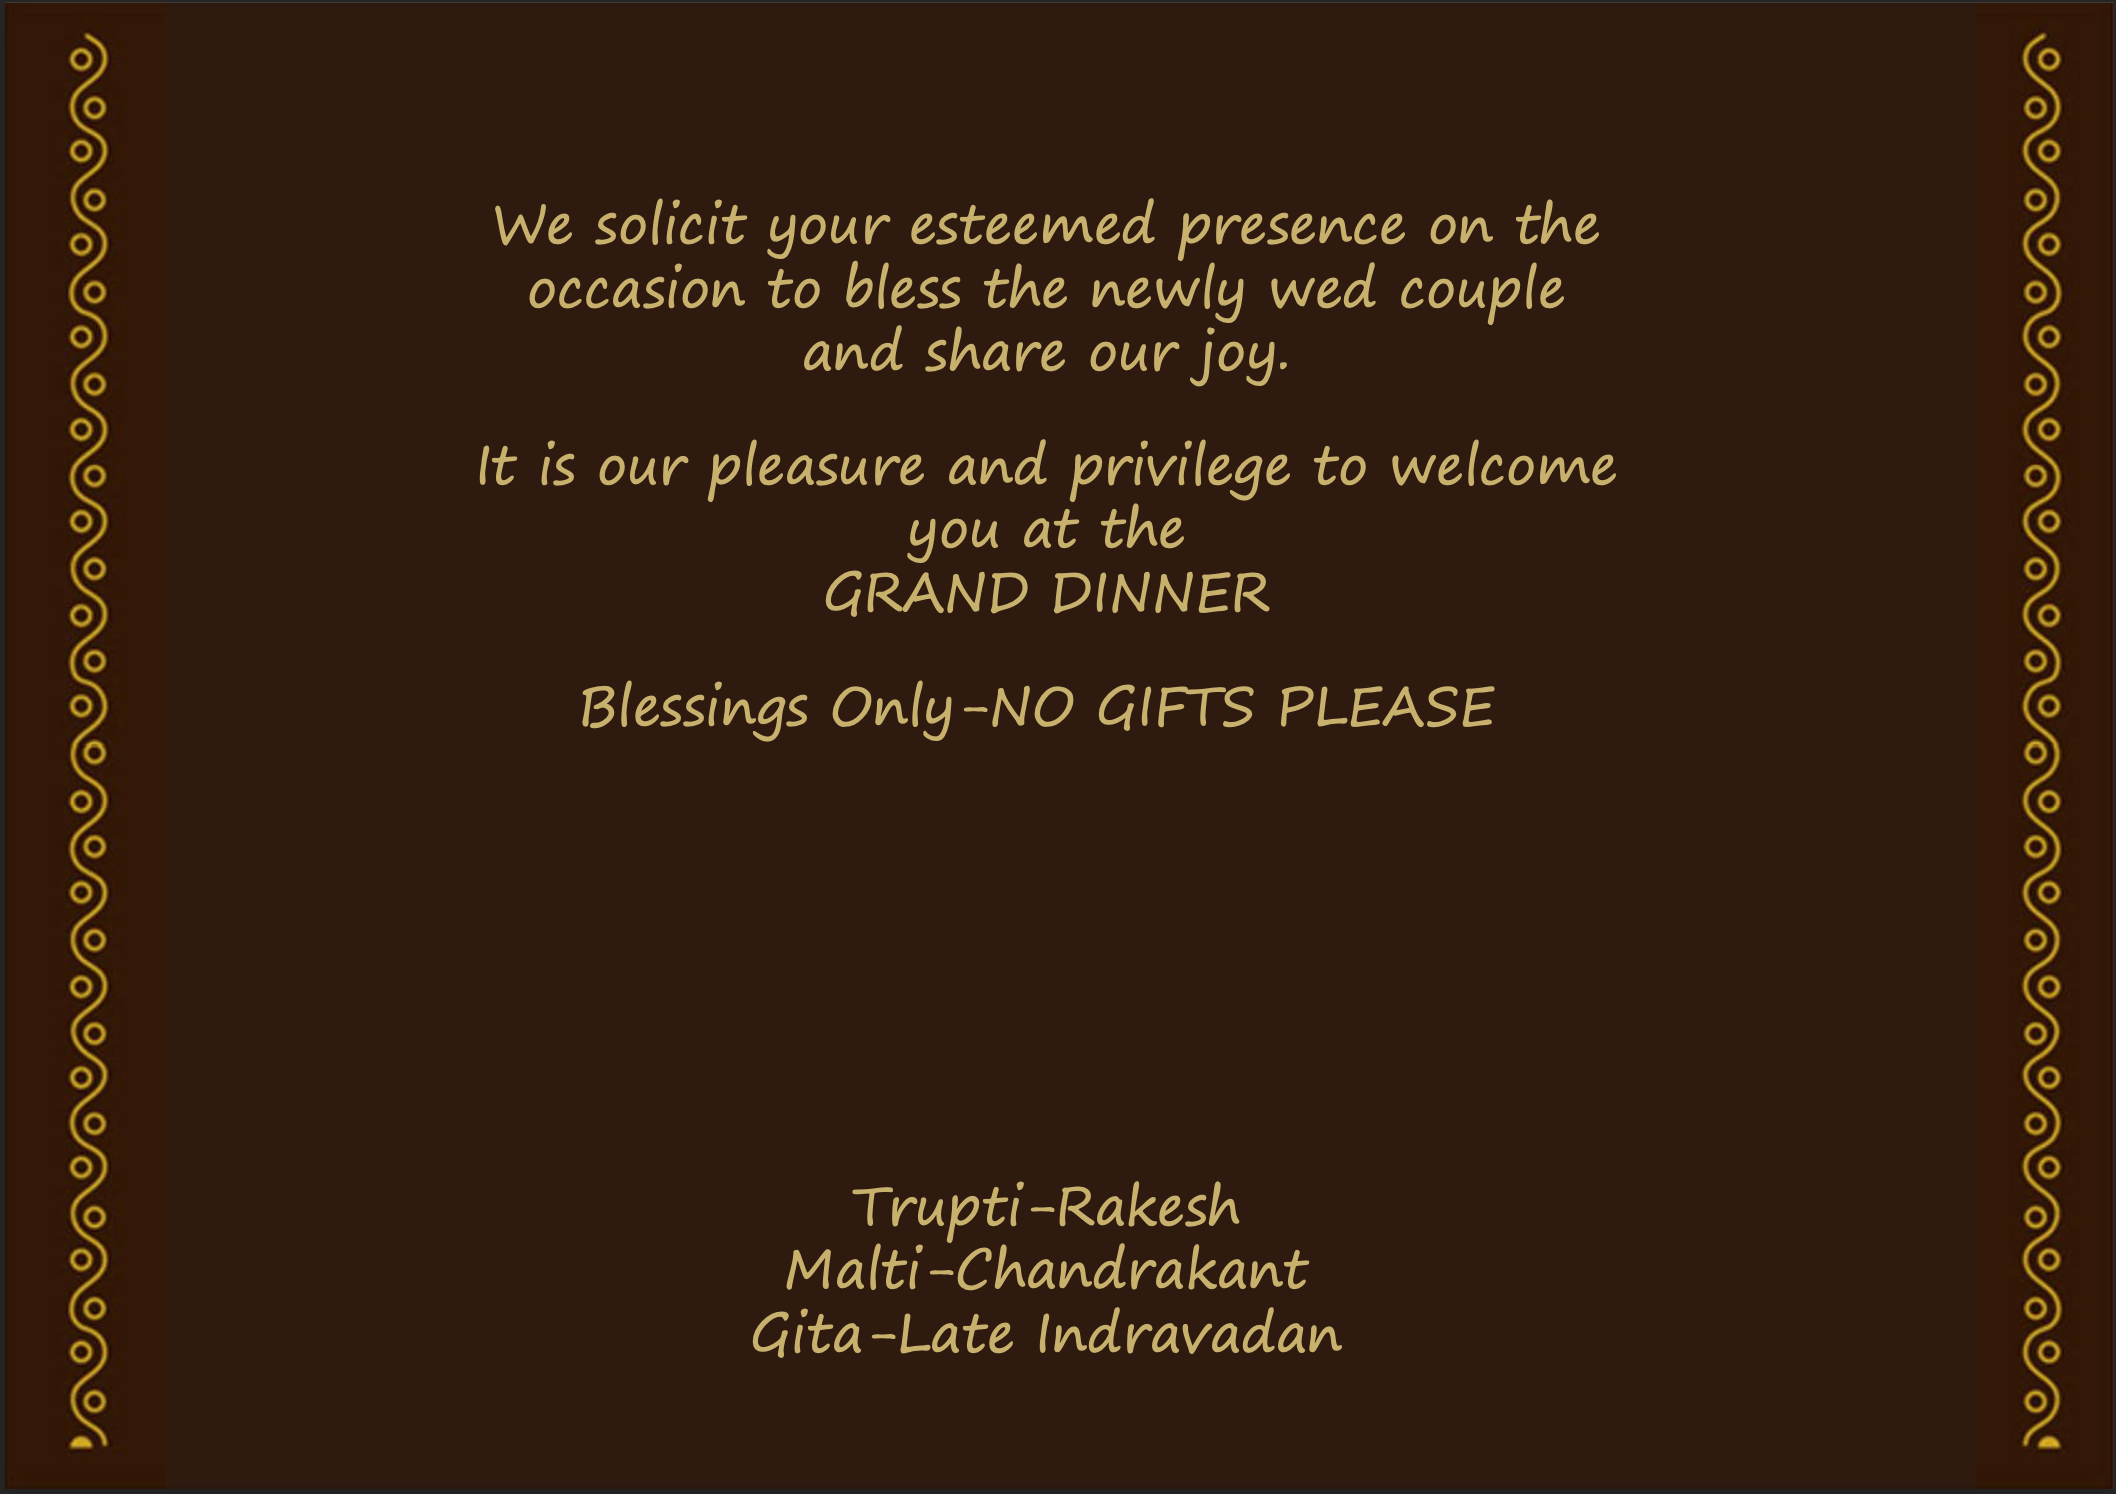 We solicit your esteemed presence on the
occasion to bless the newly wed couple
and share our joy.
It is our pleasure and privilege to welcome
you at the
GRAND DINNER
Blessings Only-NO GIFTS PLEASE
Trupti-Rakesh
Malti-Chandrakant
Gita-Late Indravadan